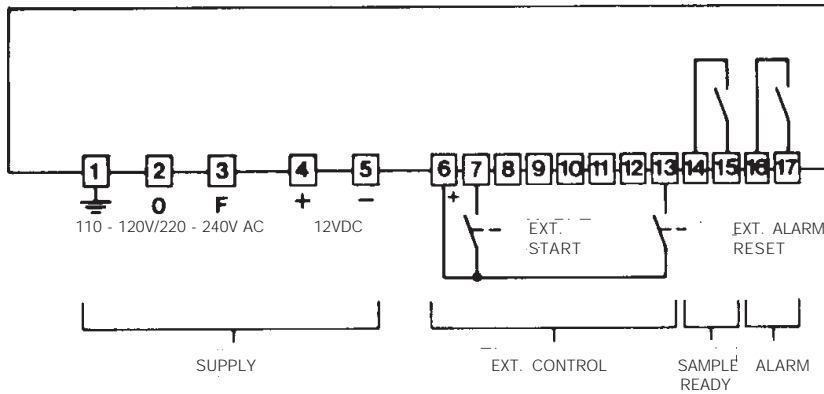 1 2 3 4 5 6 7 8 9 10 11 12 13 14 15 16 17
O F + - +
110 - 120V/220 - 240V AC 12VDC
EXT. START
EXT. ALARM RESET
SUPPLY
EXT. CONTROL
SAMPLE READY
ALARM